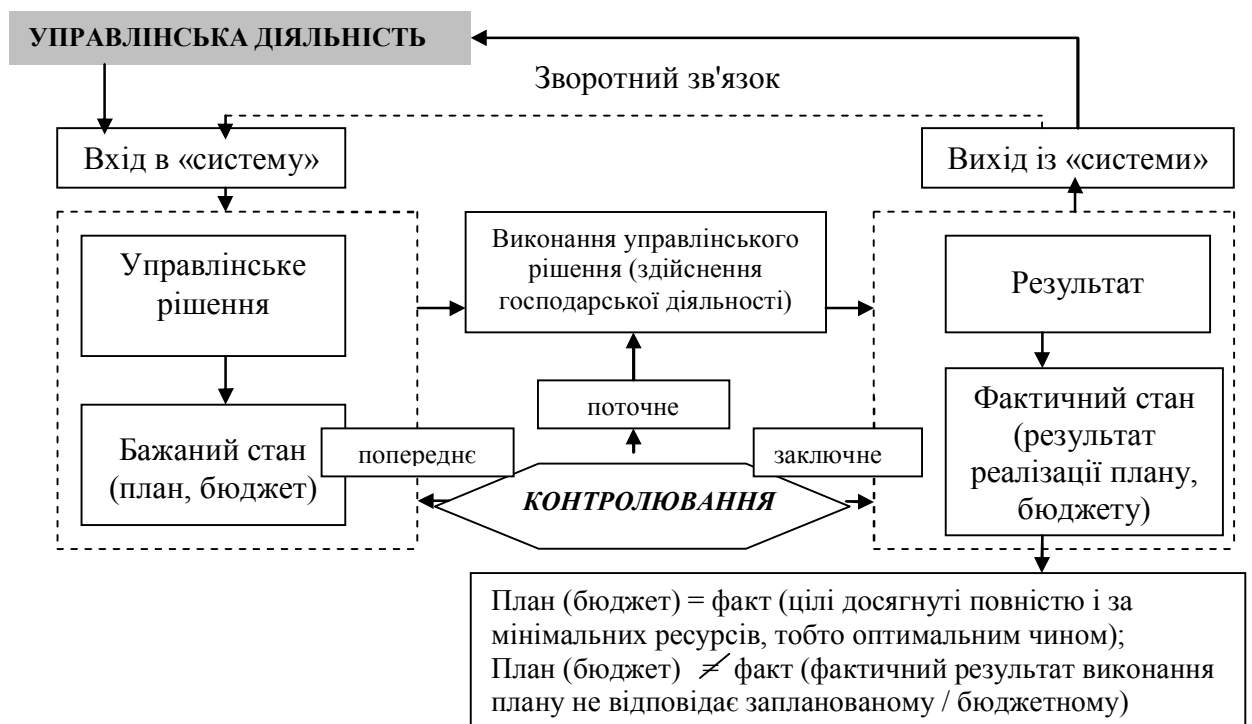 УПРАВЛІНСЬКА ДІЯЛЬНІСТЬ
Зворотний зв'язок
Вхід в «систему»
Вихід із «системи»
Управлінське
рішення
Виконання управлінського
рішення (здійснення
господарської діяльності)
Результат
Бажаний стан
(план, бюджет)
попереднє
поточне
заключне
КОНТРОЛЮВАННЯ
Фактичний стан
(результат
реалізації плану,
бюджету)
План (бюджет) = факт (цілі досягнуті повністю і за
мінімальних ресурсів, тобто оптимальним чином);
План (бюджет) ≠ факт (фактичний результат виконання
плану не відповідає запланованому / бюджетному)